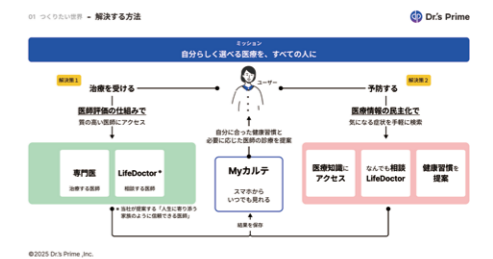 01 つくりたい世界 - 解決する方法
Dr.'s Prime
ミッション
自分らしく選べる医療を、すべての人に
解決策1
治療を受ける
ユーザー
予防する
解決策2
医師評価の仕組みで
質の高い医師にアクセス
医療情報の民主化で
気になる症状を手軽に検索
自分に合った健康習慣と
必要に応じた医師の診療を提案
専門医
治療する医師
LifeDoctor*
相談する医師
Myカルテ
スマホから
いつでも見れる
医療知識に
アクセス
なんでも相談
LifeDoctor
健康習慣を
提案
* 当社が提案する「人生に寄り添う
家族のように信頼できる医師」
結果を保存
©2025 Dr.'s Prime ,Inc.